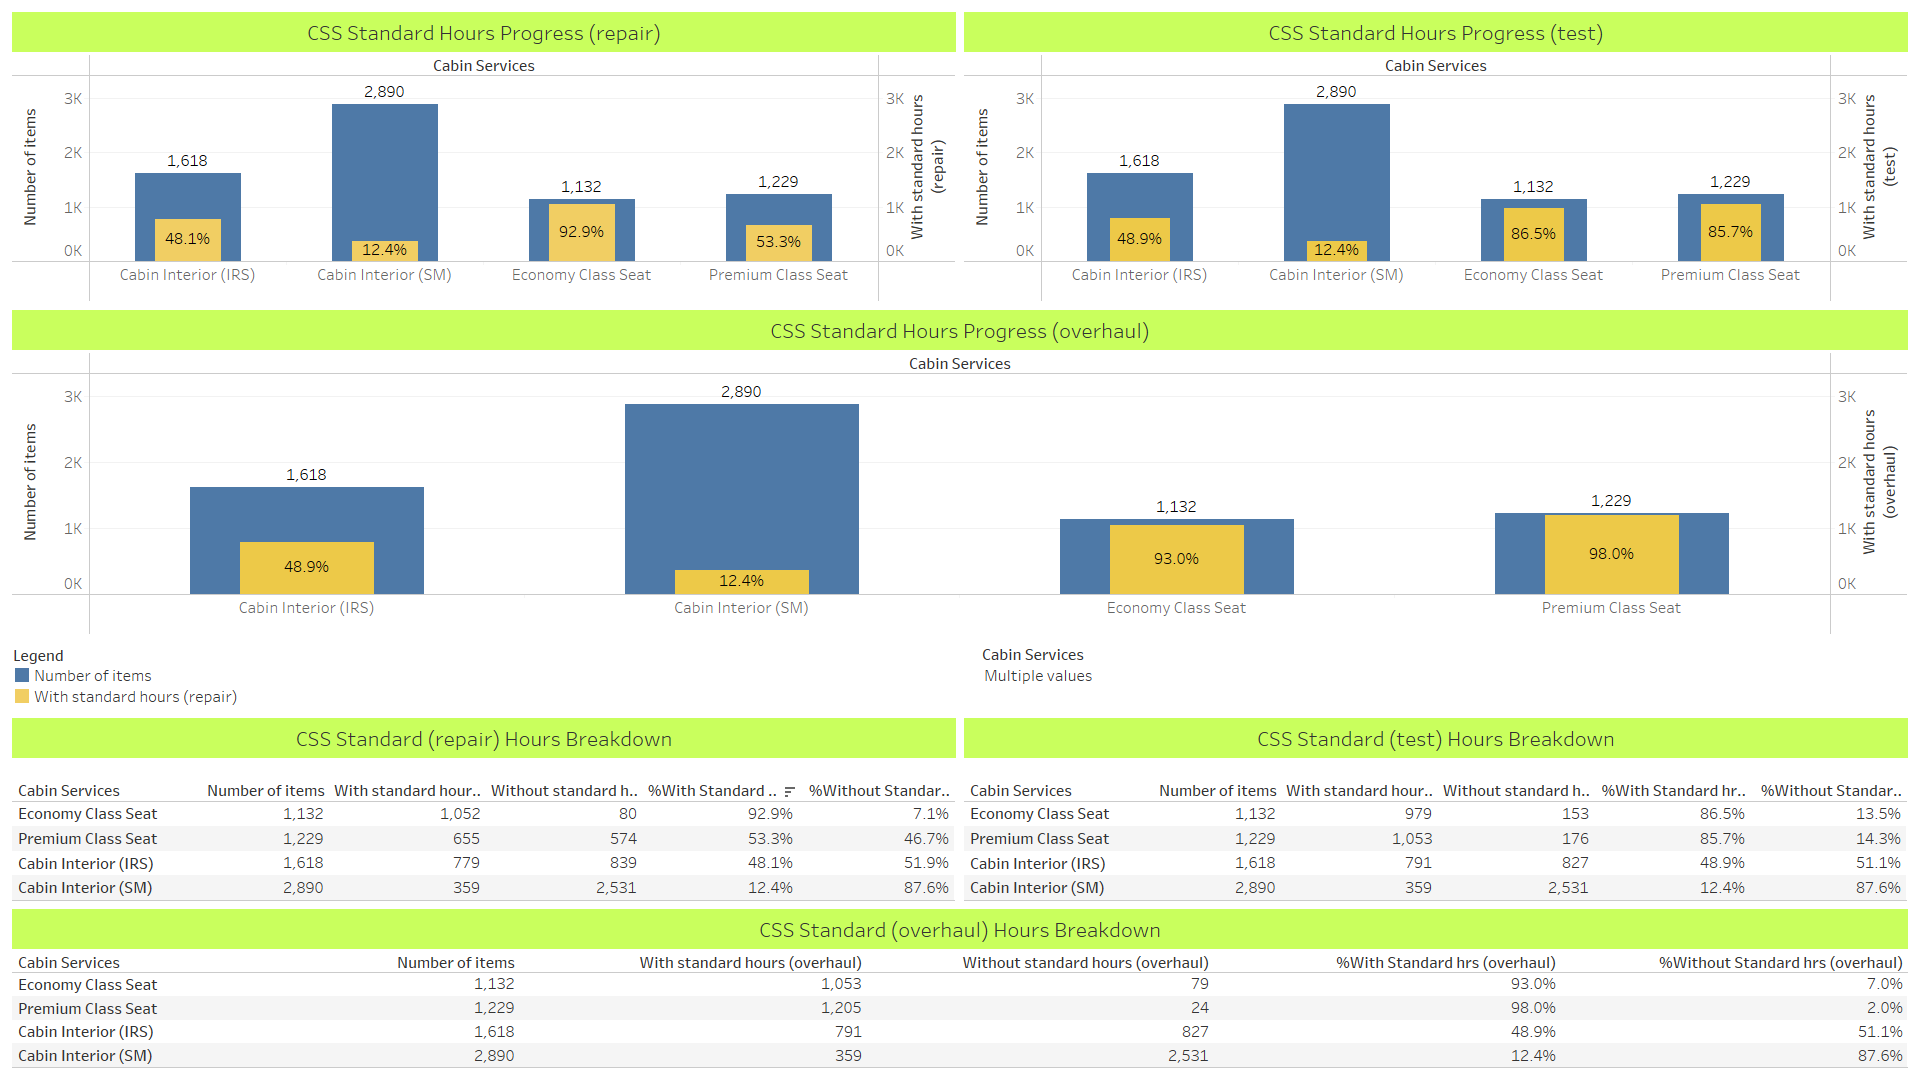 CSS Standard Hours Progress (repair)
Cabin Services
Number of items
3K
2K
1K
0K
2,890
1,618
1,132
1,229
48.1%
12.4%
92.9%
53.3%
Cabin Interior (IRS)
Cabin Interior (SM)
Economy Class Seat
Premium Class Seat
3K
2K
1K
0K
With standard hours
(repair)
CSS Standard Hours Progress (test)
Cabin Services
Number of items
3K
2K
1K
0K
2,890
1,618
1,132
1,229
48.9%
12.4%
86.5%
85.7%
Cabin Interior (IRS)
Cabin Interior (SM)
Economy Class Seat
Premium Class Seat
3K
2K
1K
0K
With standard hours
(test)
CSS Standard Hours Progress (overhaul)
Cabin Services
Number of items
3K
2K
1K
0K
2,890
1,618
1,132
1,229
48.9%
12.4%
93.0%
98.0%
Cabin Interior (IRS)
Cabin Interior (SM)
Economy Class Seat
Premium Class Seat
3K
2K
1K
0K
With standard hours
(overhaul)
Legend
Number of items
With standard hours (repair)
Cabin Services
Multiple values
CSS Standard (repair) Hours Breakdown
Cabin Services Number of items With standard hour.. Without standard h.. %With Standard .. %Without Standar..
Economy Class Seat 1,132 1,052 80 92.9% 7.1%
Premium Class Seat 1,229 655 574 53.3% 46.7%
Cabin Interior (IRS) 1,618 779 839 48.1% 51.9%
Cabin Interior (SM) 2,890 359 2,531 12.4% 87.6%
CSS Standard (test) Hours Breakdown
Cabin Services Number of items With standard hour.. Without standard h.. %With Standard hr.. %Without Standar..
Economy Class Seat 1,132 979 153 86.5% 13.5%
Premium Class Seat 1,229 1,053 176 85.7% 14.3%
Cabin Interior (IRS) 1,618 791 827 48.9% 51.1%
Cabin Interior (SM) 2,890 359 2,531 12.4% 87.6%
CSS Standard (overhaul) Hours Breakdown
Cabin Services Number of items With standard hours (overhaul) Without standard hours (overhaul) %With Standard hrs (overhaul) %Without Standard hrs (overhaul)
Economy Class Seat 1,132 1,053 79 93.0% 7.0%
Premium Class Seat 1,229 1,205 24 98.0% 2.0%
Cabin Interior (IRS) 1,618 791 827 48.9% 51.1%
Cabin Interior (SM) 2,890 359 2,531 12.4% 87.6%